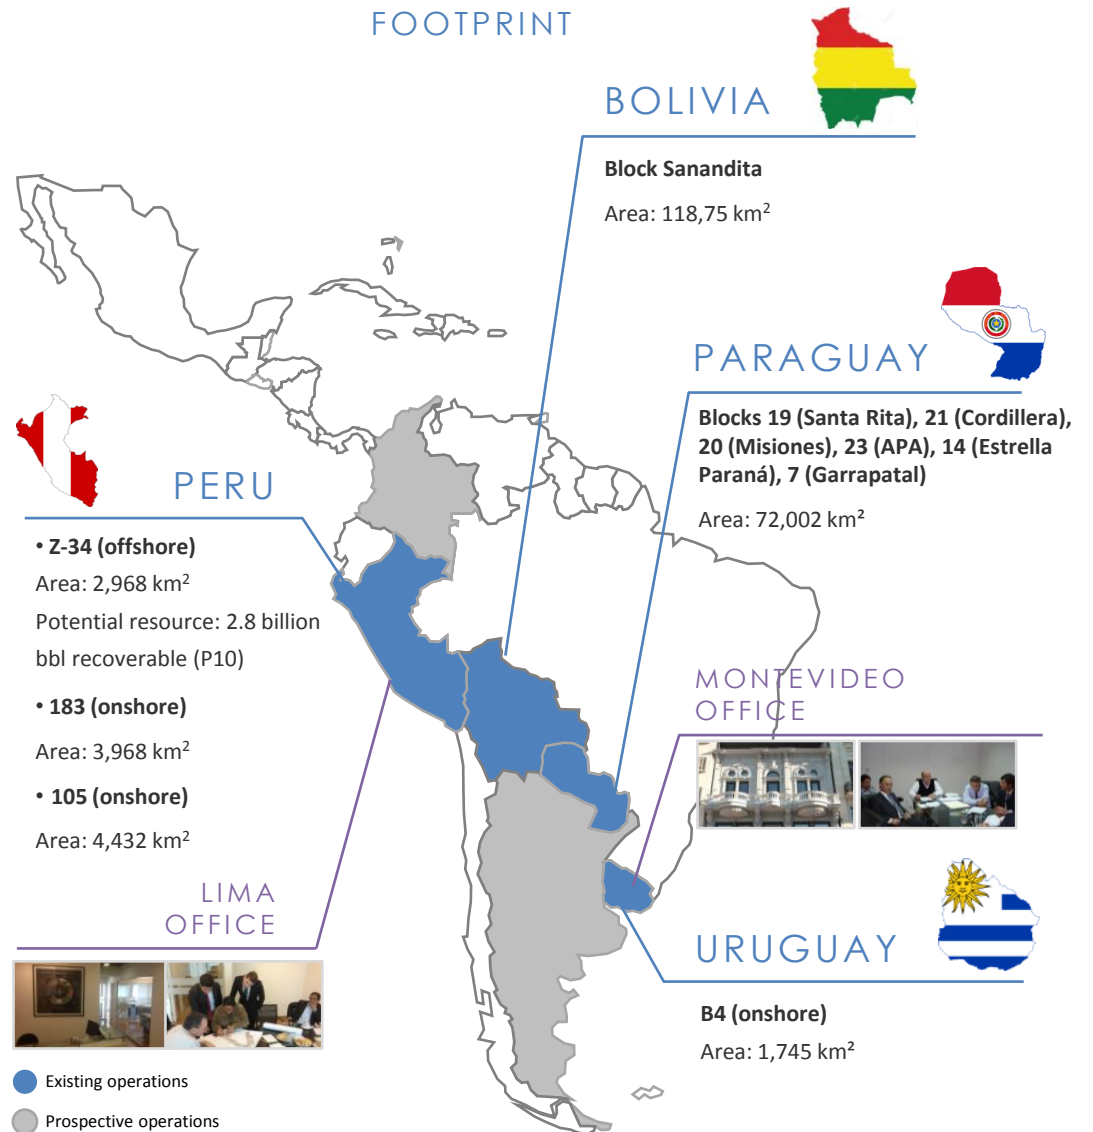 FOOTPRINT
BOLIVIA
Block Sanandita
Area: 118,75 km²
PARAGUAY
Blocks 19 (Santa Rita), 21 (Cordillera),
20 (Misiones), 23 (APA), 14 (Estrella
Paraná), 7 (Garrapatal)
Area: 72,002 km²
PERU
• Z-34 (offshore)
Area: 2,968 km²
Potential resource: 2.8 billion
bbl recoverable (P10)
• 183 (onshore)
Area: 3,968 km²
• 105 (onshore)
Area: 4,432 km²
MONTEVIDEO
OFFICE
LIMA
OFFICE
URUGUAY
B4 (onshore)
Area: 1,745 km²
Existing operations
Prospective operations